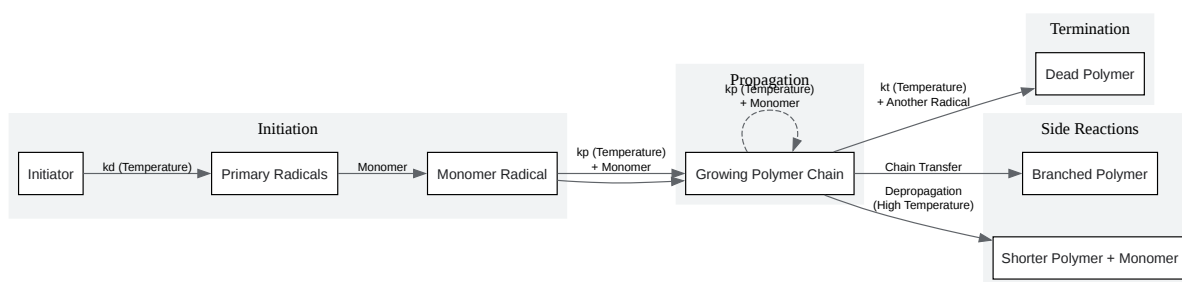 Termination
Dead Polymer
Propagation
kp (Temperature)
+ Monomer
kt (Temperature)
+ Another Radical
Initiation
Side Reactions
Initiator
kd (Temperature)
Primary Radicals
Monomer
Monomer Radical
kp (Temperature)
+ Monomer
Growing Polymer Chain
Chain Transfer
Branched Polymer
Depropagation
(High Temperature)
Shorter Polymer + Monomer